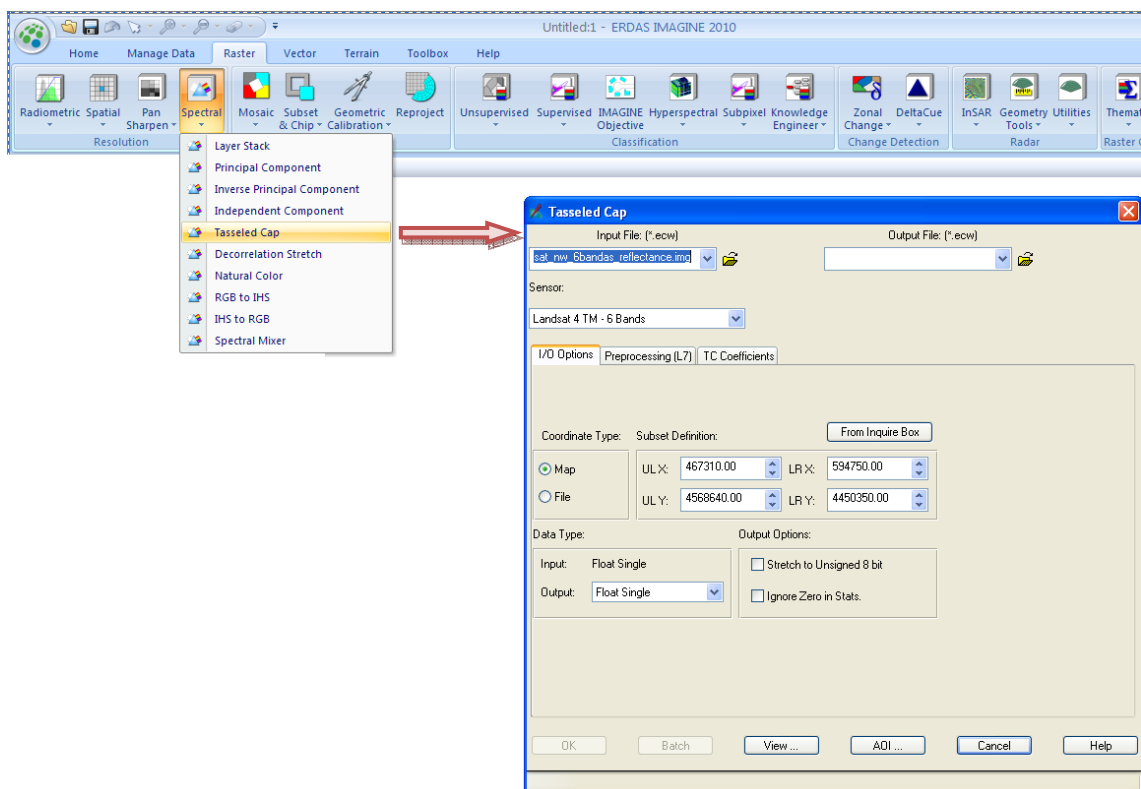 Untitled:1 - ERDAS IMAGINE 2010
Home Manage Data Raster Vector Terrain Toolbox Help
Radiometric Spatial Pan Sharpen Spectral Mosaic Subset & Chip Geometric Calibration Reproject Unsupervised Supervised IMAGINE Objective Hyperspectral Subpixel Knowledge Engineer Zonal Change DeltaCue InSAR Geometry Tools Utilities Themat
Resolution Classification Change Detection Radar Raster
Layer Stack
Principal Component
Inverse Principal Component
Independent Component
Tasseled Cap
Decorrelation Stretch
Natural Color
RGB to IHS
IHS to RGB
Spectral Mixer
Tasseled Cap
Input File: (*.ecw) Output File: (*.ecw)
sat_nw_6bandas_reflectance.img
Sensor:
Landsat 4 TM - 6 Bands
I/O Options Preprocessing (L7) TC Coefficients
Coordinate Type: Subset Definition: From Inquire Box
Map UL X: 467310.00 LR X: 594750.00
File UL Y: 4568640.00 LR Y: 4450350.00
Data Type: Output Options:
Input: Float Single Stretch to Unsigned 8 bit
Output: Float Single Ignore Zero in Stats.
OK Batch View ... AOI ... Cancel Help